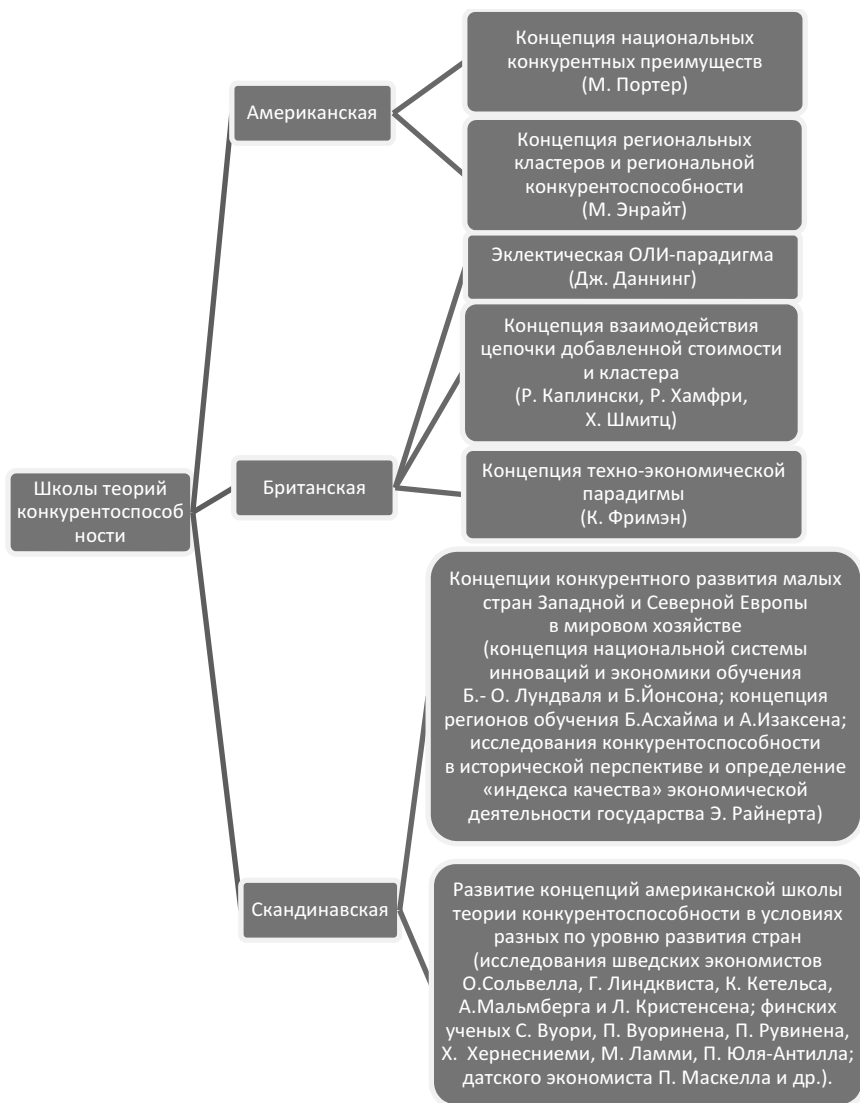 Школы теорий
конкурентоспособ
ности
Американская
Концепция национальных
конкурентных преимуществ
(М. Портер)
Концепция региональных
кластеров и региональной
конкурентоспособности
(М. Энрайт)
Британская
Эклектическая ОЛИ-парадигма
(Дж. Даннинг)
Концепция взаимодействия
цепочки добавленной стоимости
и кластера
(Р. Каплински, Р. Хамфри,
Х. Шмитц)
Концепция техно-экономической
парадигмы
(К. Фримэн)
Скандинавская
Концепции конкурентного развития малых
стран Западной и Северной Европы
в мировом хозяйстве
(концепция национальной системы
инноваций и экономики обучения
Б.- О. Лундваля и Б.Йонсона; концепция
регионов обучения Б.Асхайма и А.Изаксена;
исследования конкурентоспособности
в исторической перспективе и определение
«индекса качества» экономической
деятельности государства Э. Райнерта)
Развитие концепций американской школы
теории конкурентоспособности в условиях
разных по уровню развития стран
(исследования шведских экономистов
О.Сольвелла, Г. Линдквиста, К. Кетельса,
А.Мальмберга и Л. Кристенсена; финских
ученых С. Вуори, П. Вуоринена, П. Рувинена,
Х. Хернесниеми, М. Ламми, П. Юля-Антилла;
датского экономиста П. Маскелла и др.).